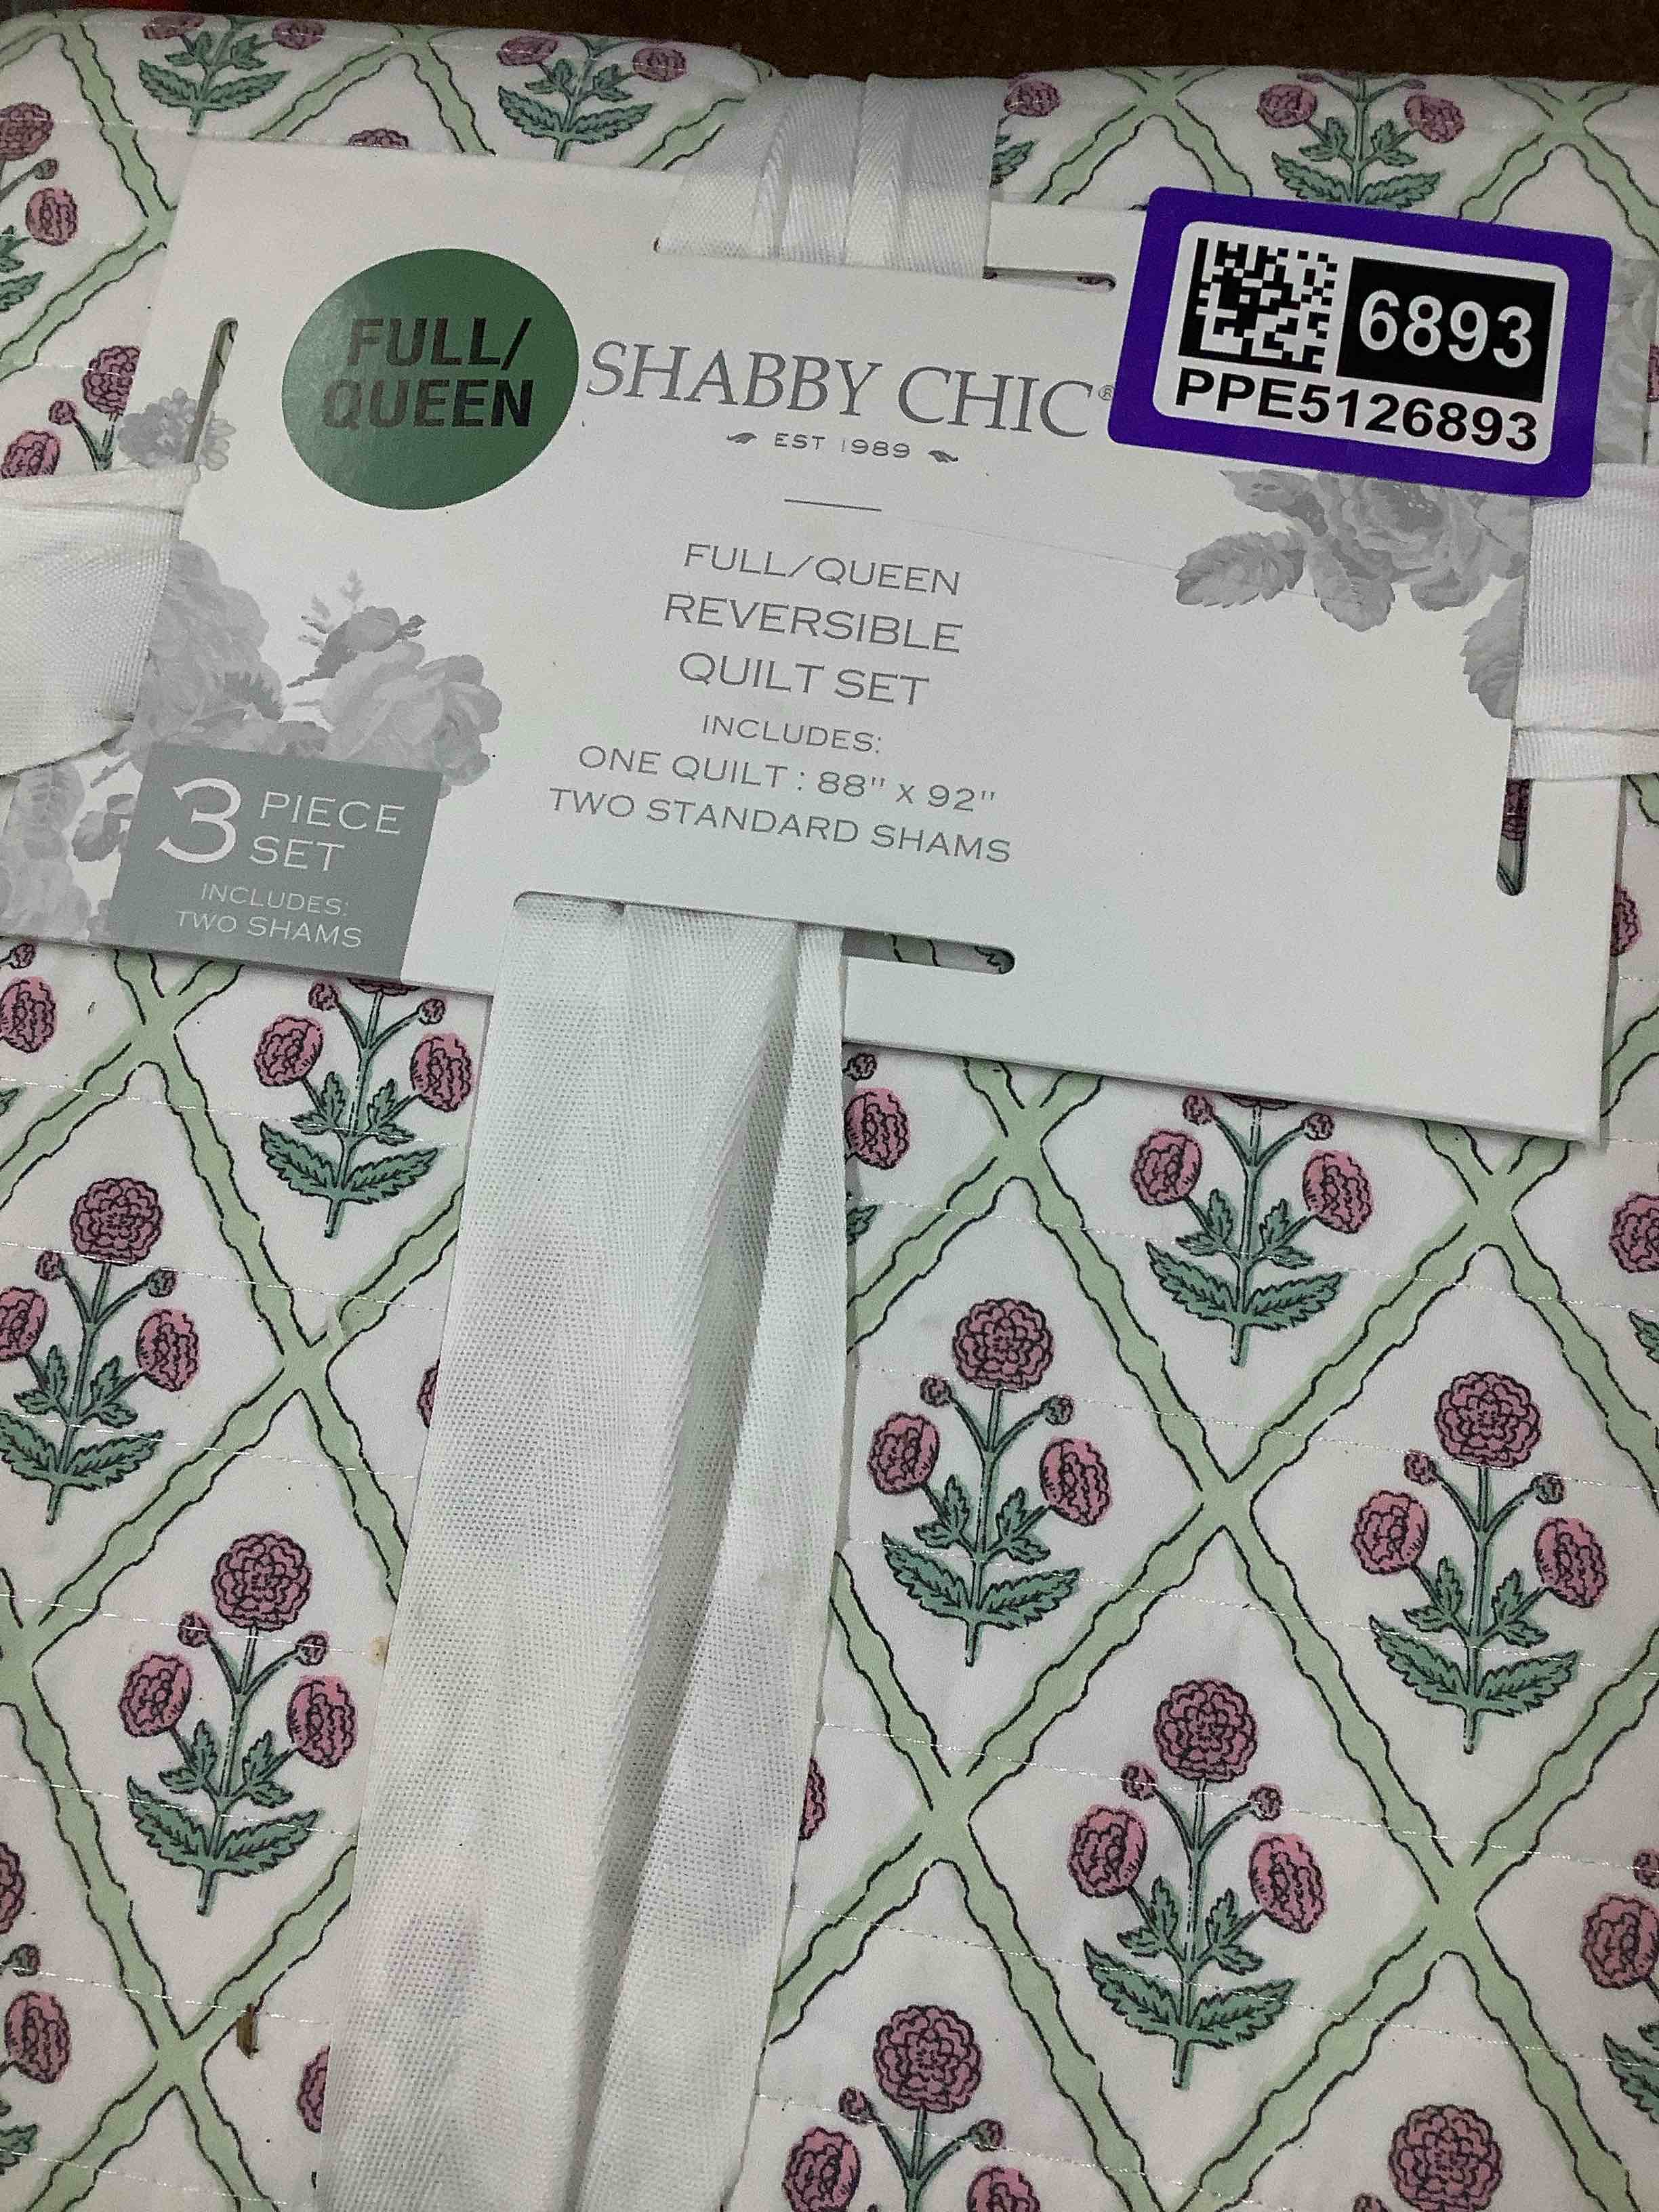 FULL/
QUEEN
SHABBY CHIC®
EST 1989
6893
PPE5126893
FULL/QUEEN
REVERSIBLE
QUILT SET
INCLUDES:
ONE QUILT : 88" x 92"
TWO STANDARD SHAMS
3 PIECE
SET
INCLUDES:
TWO SHAMS